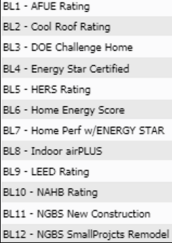 BL1 - AFUE Rating
BL2 - Cool Roof Rating
BL3 - DOE Challenge Home
BL4 - Energy Star Certified
BL5 - HERS Rating
BL6 - Home Energy Score
BL7 - Home Perf w/ENERGY STAR
BL8 - Indoor airPLUS
BL9 - LEED Rating
BL10 - NAHB Rating
BL11 - NGBS New Construction
BL12 - NGBS SmallProjcts Remodel